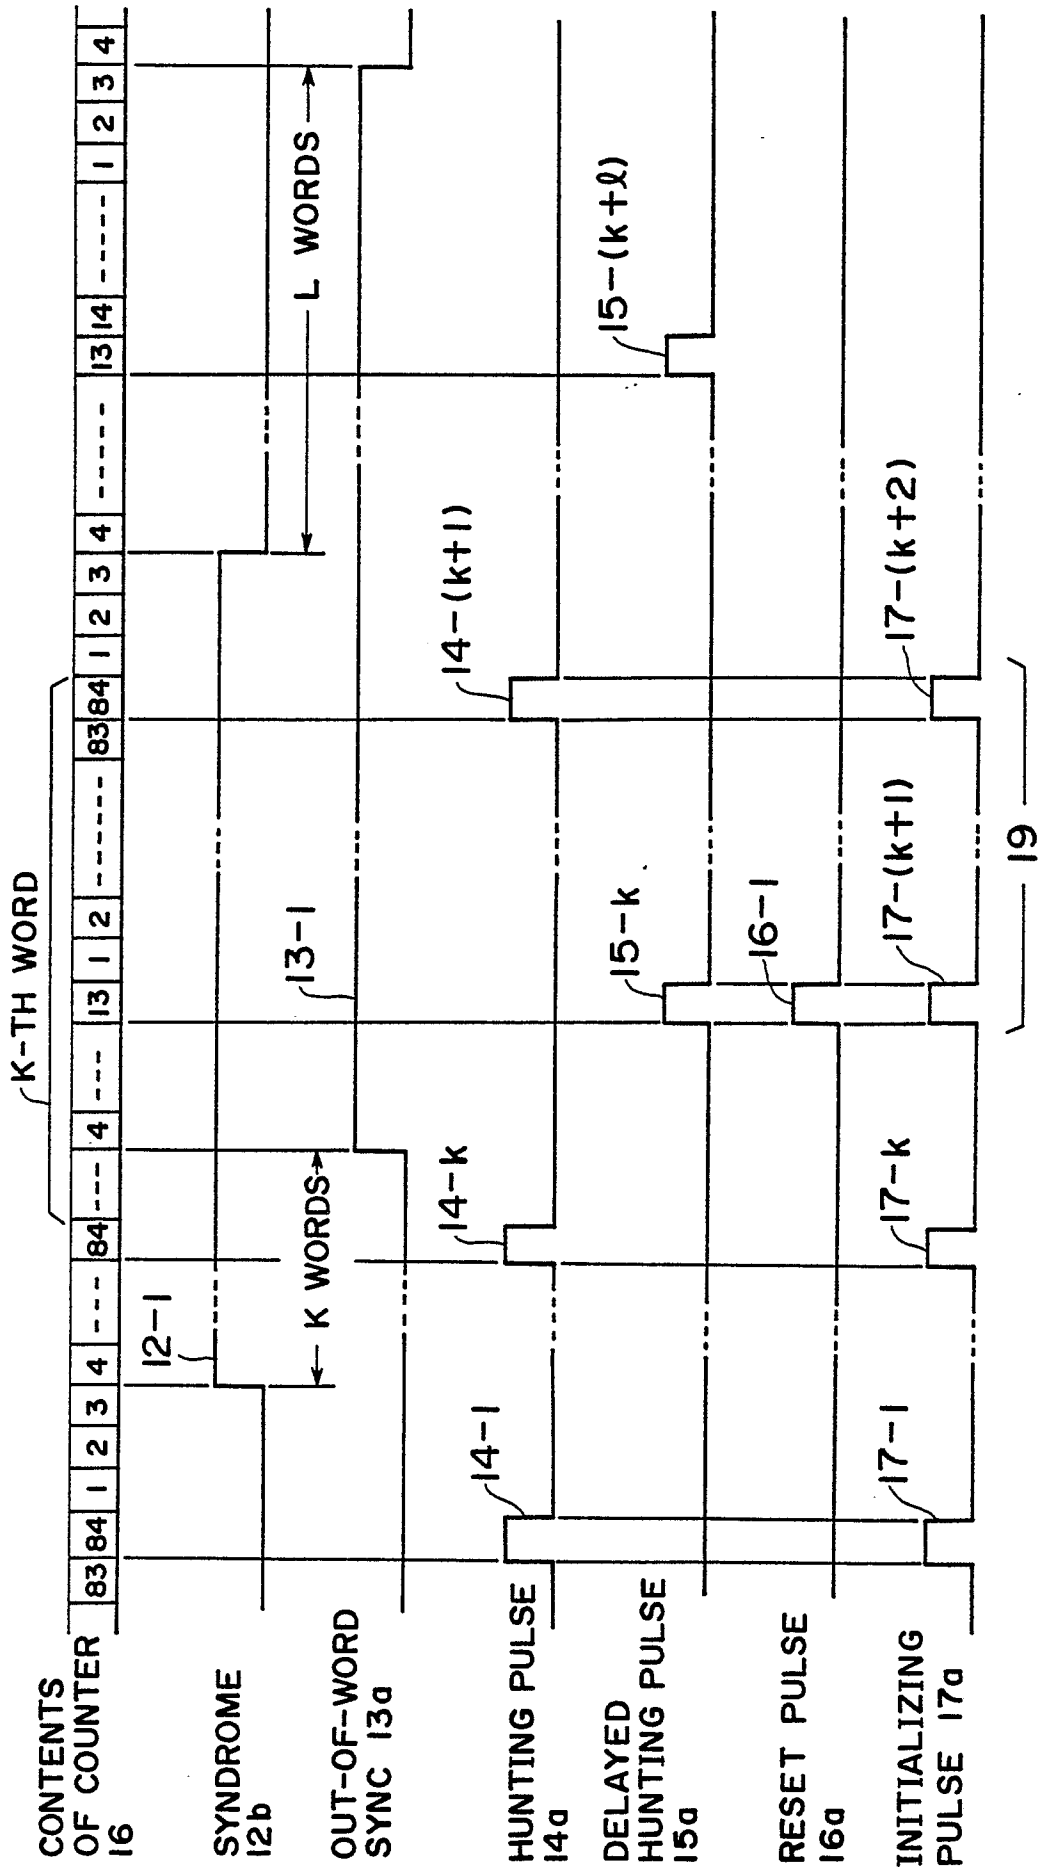 K-TH WORD
CONTENTS
OF COUNTER
16
83 84 1 2 3 4 ---- 84 --- 4 --- 13 1 2 ------ 83 84 1 2 3 4 ----- 13 14 ----- 1 2 3 4
SYNDROME
12b
12-1
K WORDS
L WORDS
OUT-OF-WORD
SYNC 13a
13-1
HUNTING PULSE
14a
14-1
14-k
14-(k+1)
DELAYED
HUNTING PULSE
15a
15-k
15-(k+ℓ)
RESET PULSE
16a
16-1
INITIALIZING
PULSE 17a
17-1
17-k
17-(k+1)
17-(k+2)
19